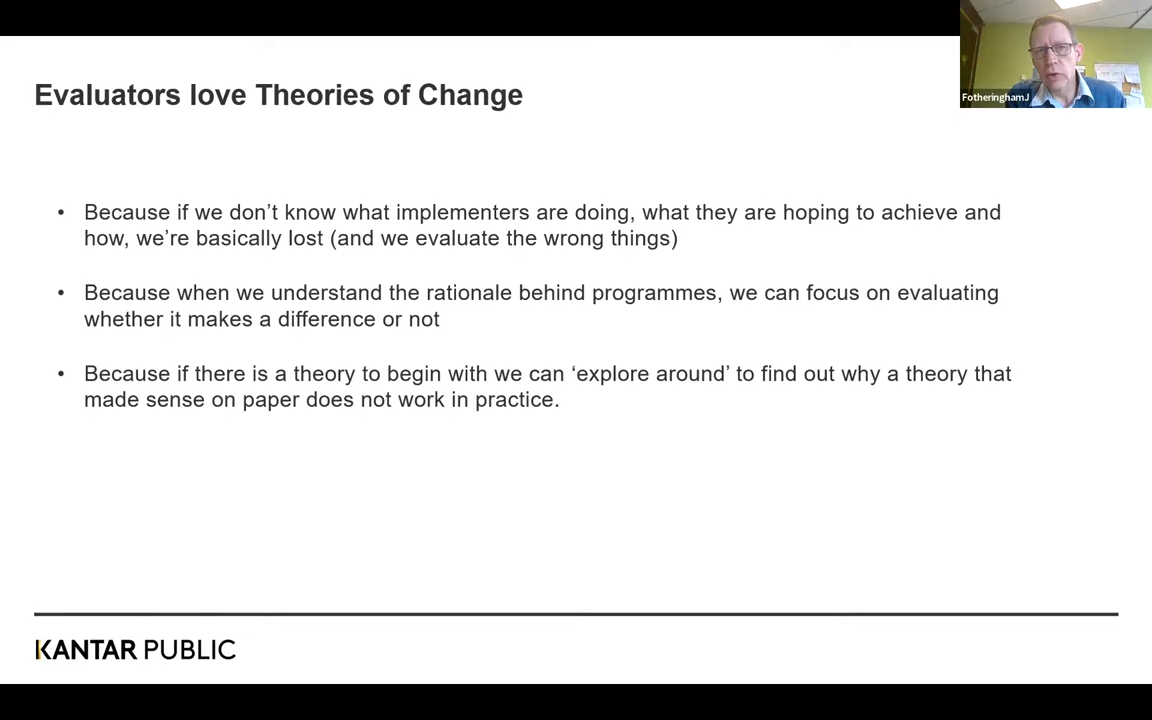 Evaluators love Theories of Change
FotheringhamJ
• Because if we don’t know what implementers are doing, what they are hoping to achieve and
how, we’re basically lost (and we evaluate the wrong things)
• Because when we understand the rationale behind programmes, we can focus on evaluating
whether it makes a difference or not
• Because if there is a theory to begin with we can ‘explore around’ to find out why a theory that
made sense on paper does not work in practice.
KANTAR PUBLIC